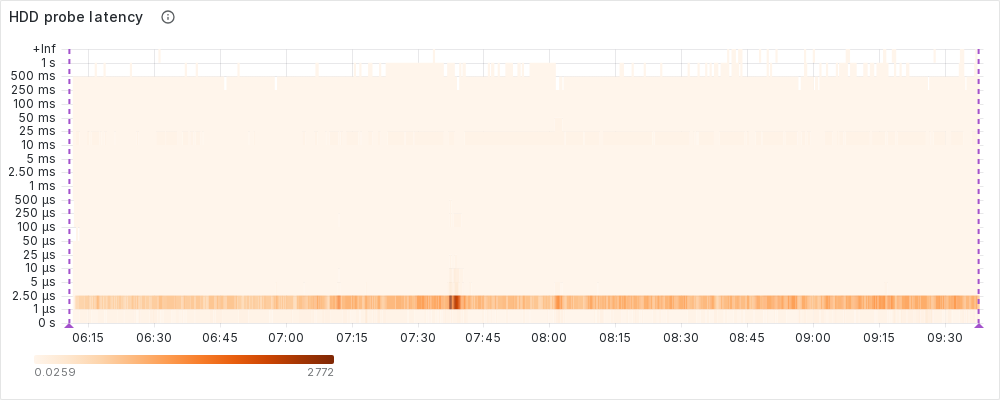 HDD probe latency
+Inf
1 s
500 ms
250 ms
100 ms
50 ms
25 ms
10 ms
5 ms
2.50 ms
1 ms
500 µs
250 µs
100 µs
50 µs
25 µs
10 µs
5 µs
2.50 µs
1 µs
0 s
06:15 06:30 06:45 07:00 07:15 07:30 07:45 08:00 08:15 08:30 08:45 09:00 09:15 09:30
0.0259 2772